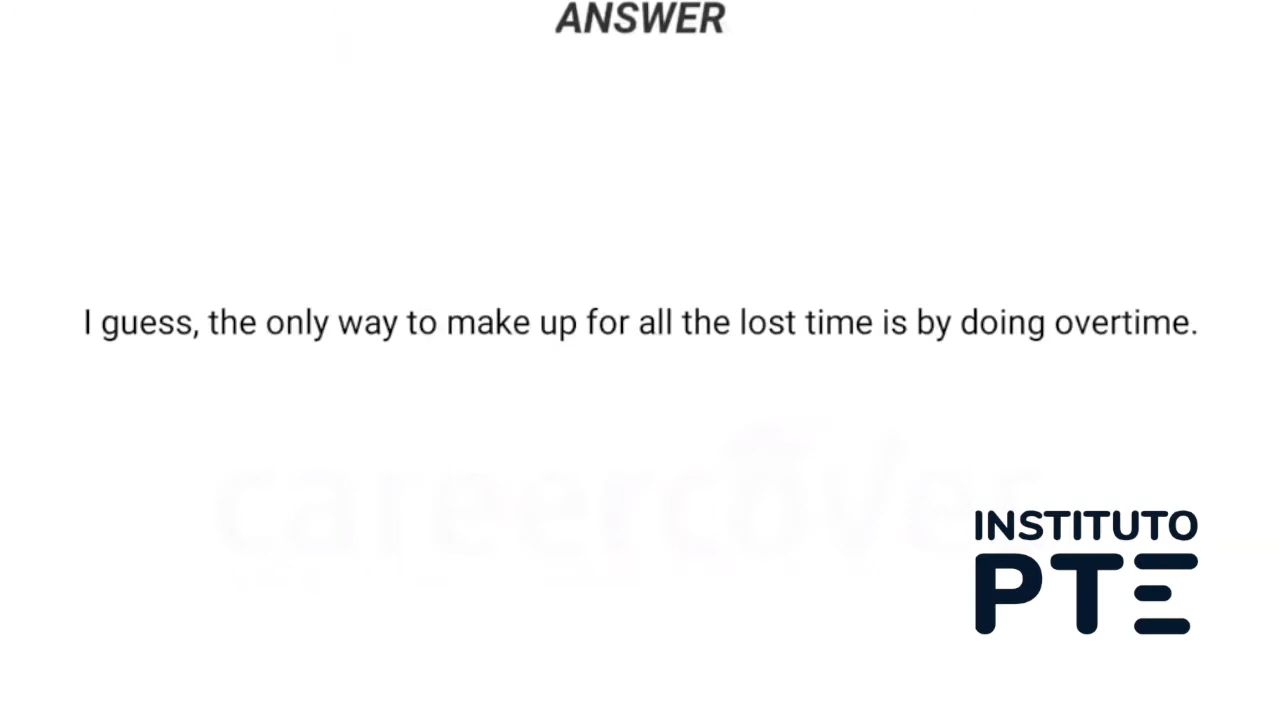 ANSWER
I guess, the only way to make up for all the lost time is by doing overtime.
careercoves
INSTITUTO
PTE